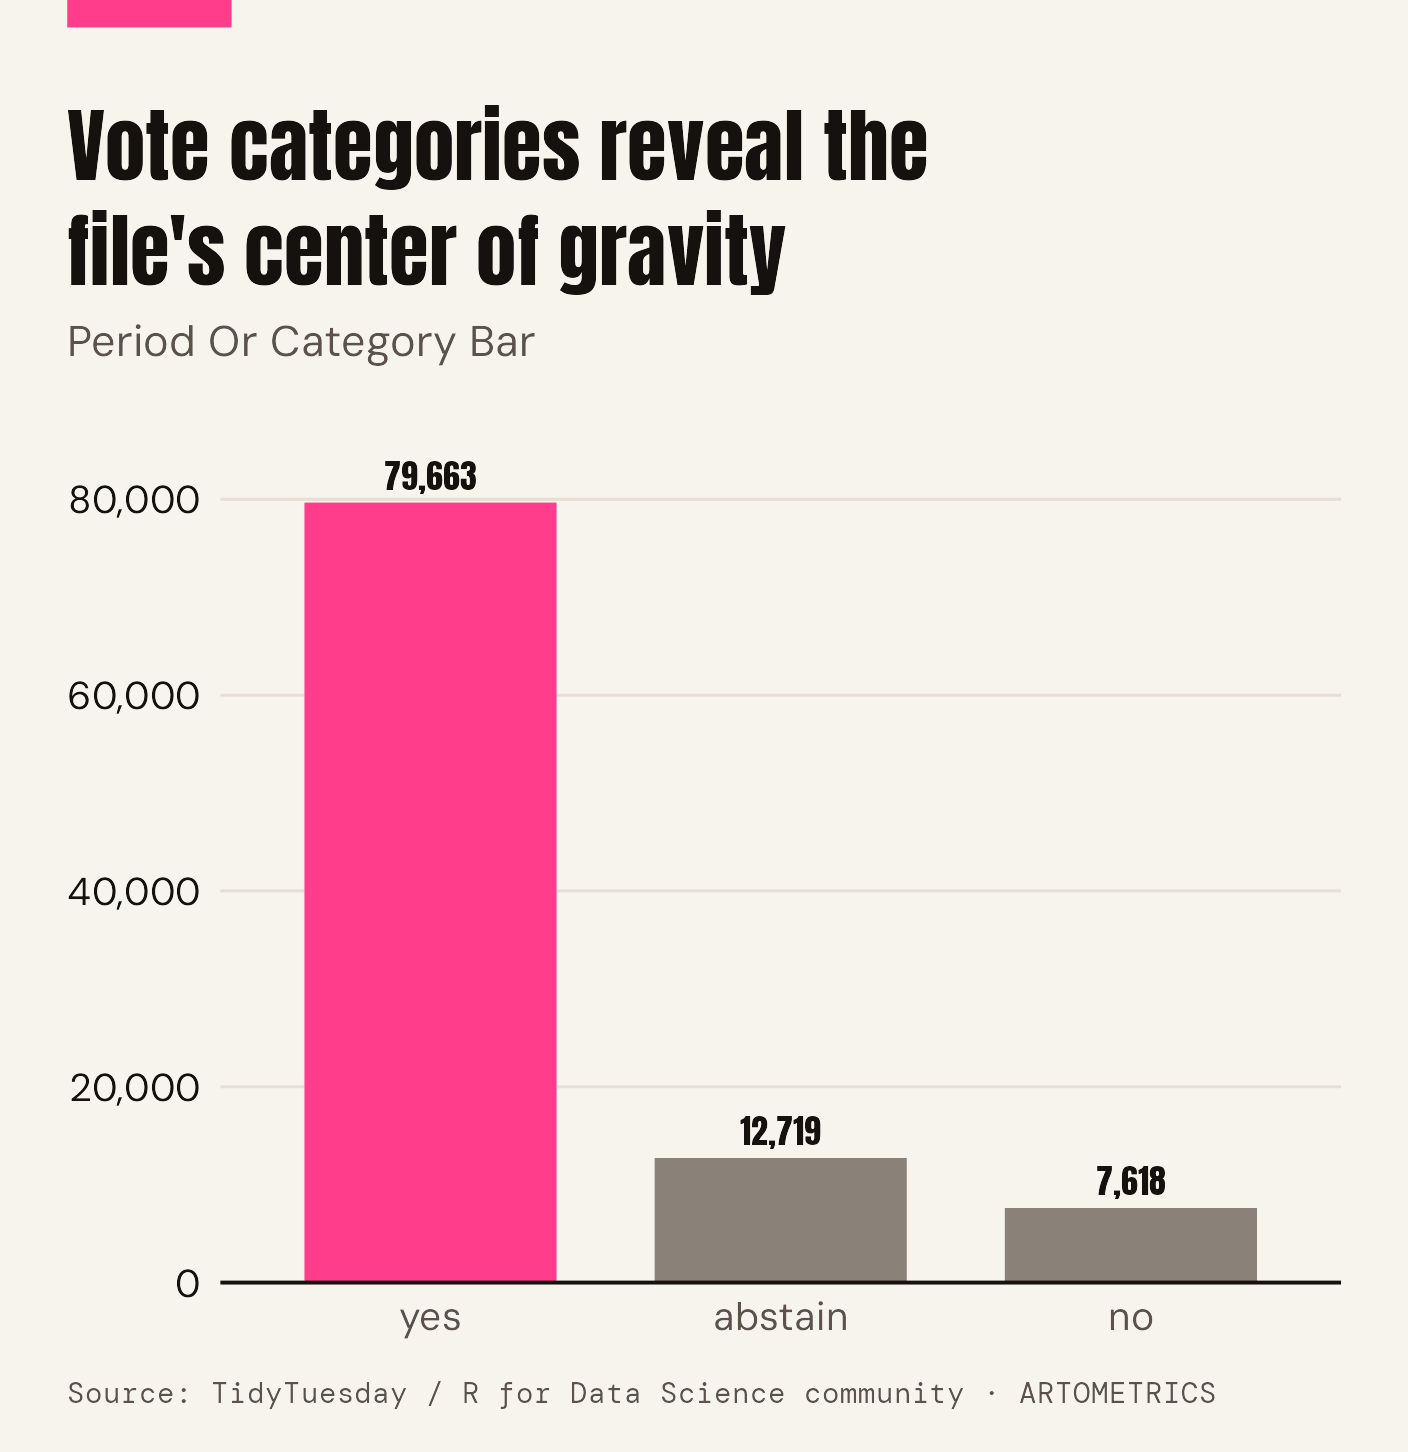 Vote categories reveal the
file's center of gravity
Period Or Category Bar
79,663
80,000
60,000
40,000
20,000
12,719
7,618
0
yes abstain no
Source: TidyTuesday / R for Data Science community · ARTOMETRICS